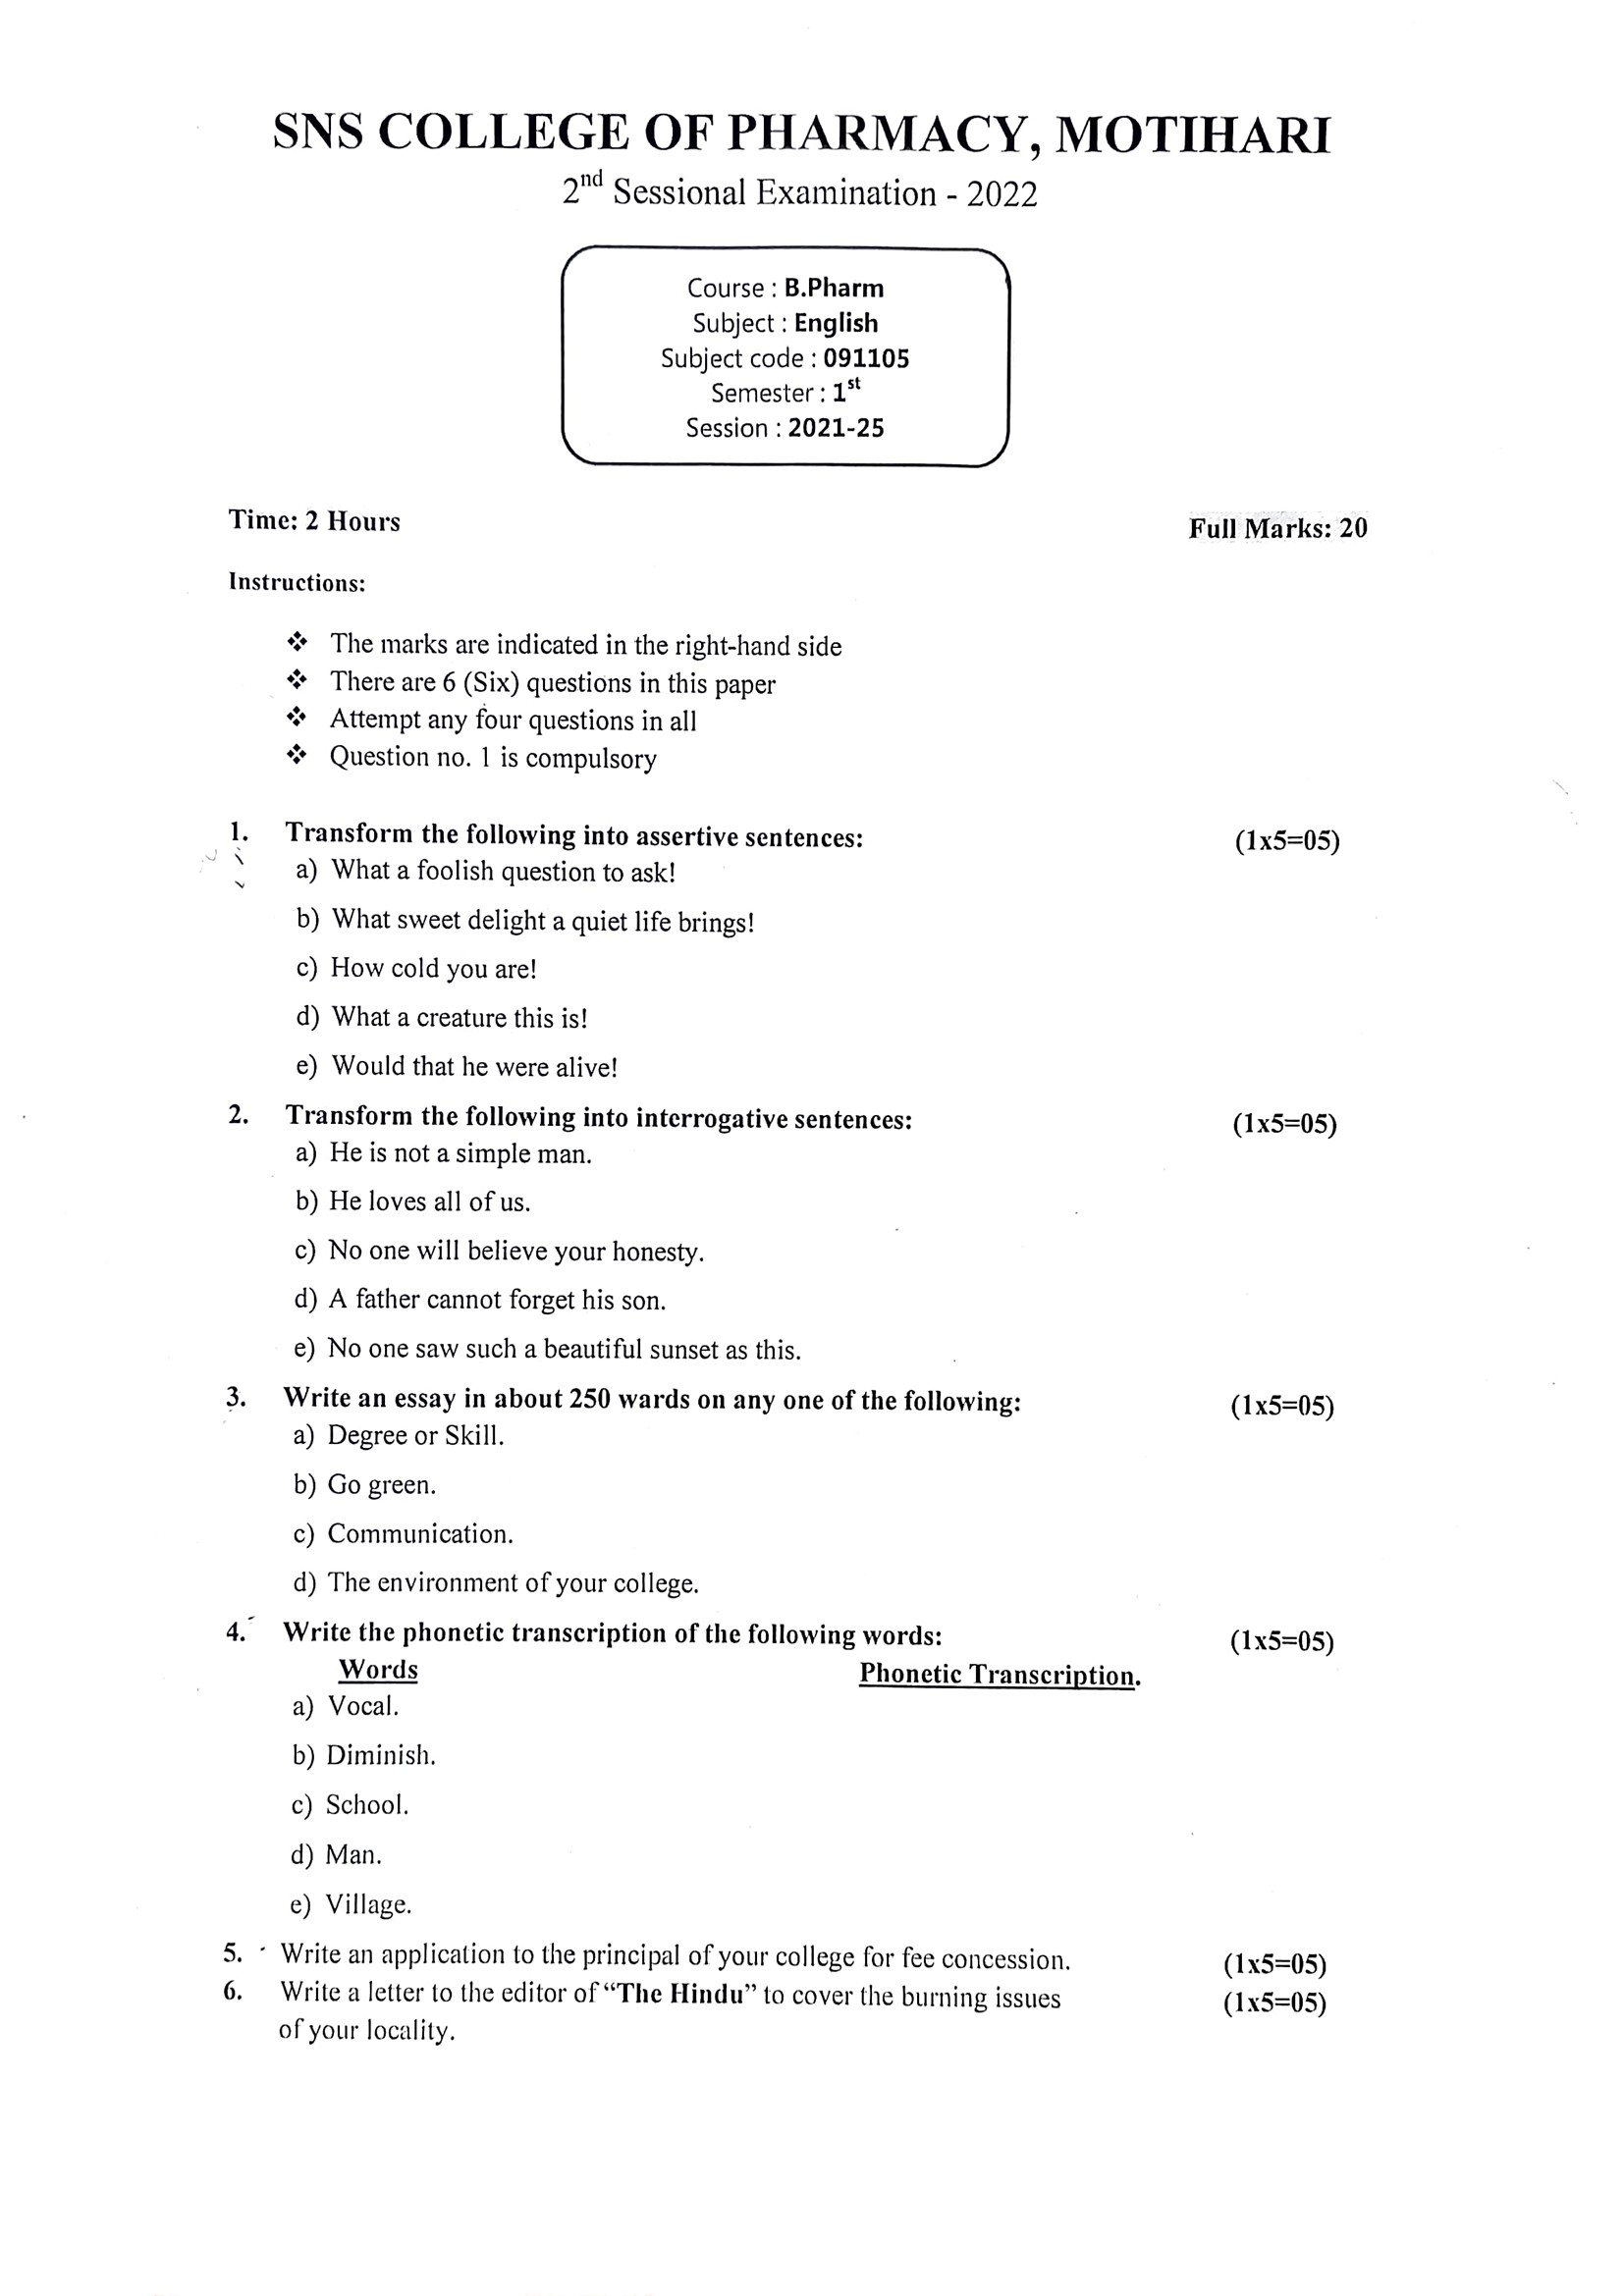 SNS COLLEGE OF PHARMACY, MOTIHARI
2nd Sessional Examination - 2022
Course : B.Pharm
Subject : English
Subject code : 091105
Semester : 1st
Session : 2021-25
Time: 2 Hours
Full Marks: 20
Instructions:
❖ The marks are indicated in the right-hand side
❖ There are 6 (Six) questions in this paper
❖ Attempt any four questions in all
❖ Question no. 1 is compulsory
1. Transform the following into assertive sentences: (1x5=05)
a) What a foolish question to ask!
b) What sweet delight a quiet life brings!
c) How cold you are!
d) What a creature this is!
e) Would that he were alive!
2. Transform the following into interrogative sentences: (1x5=05)
a) He is not a simple man.
b) He loves all of us.
c) No one will believe your honesty.
d) A father cannot forget his son.
e) No one saw such a beautiful sunset as this.
3. Write an essay in about 250 wards on any one of the following: (1x5=05)
a) Degree or Skill.
b) Go green.
c) Communication.
d) The environment of your college.
4. Write the phonetic transcription of the following words: (1x5=05)
Words Phonetic Transcription.
a) Vocal.
b) Diminish.
c) School.
d) Man.
e) Village.
5. Write an application to the principal of your college for fee concession. (1x5=05)
6. Write a letter to the editor of “The Hindu” to cover the burning issues (1x5=05)
of your locality.